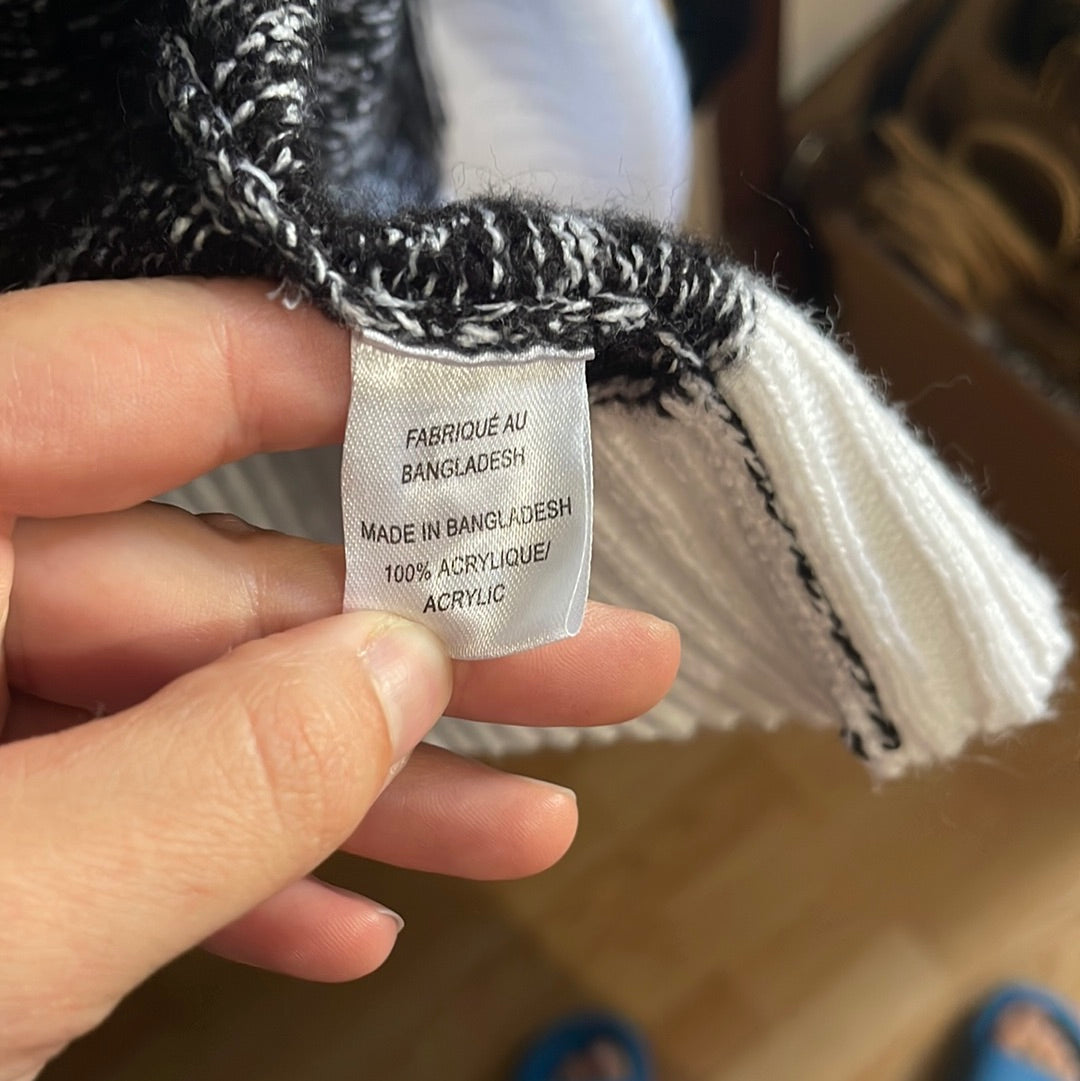 FABRIQUÉ AU
BANGLADESH
MADE IN BANGLADESH
100% ACRYLIQUE/
ACRYLIC